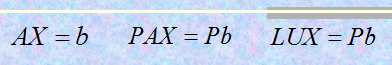 AX = b PAX = Pb LUX = Pb